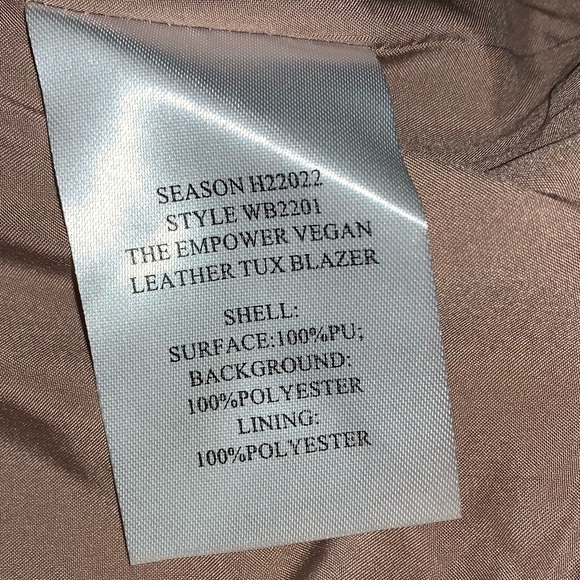 SEASON H22022
STYLE WB2201
THE EMPOWER VEGAN
LEATHER TUX BLAZER
SHELL:
SURFACE:100%PU;
BACKGROUND:
100%POLYESTER
LINING:
100%POLYESTER